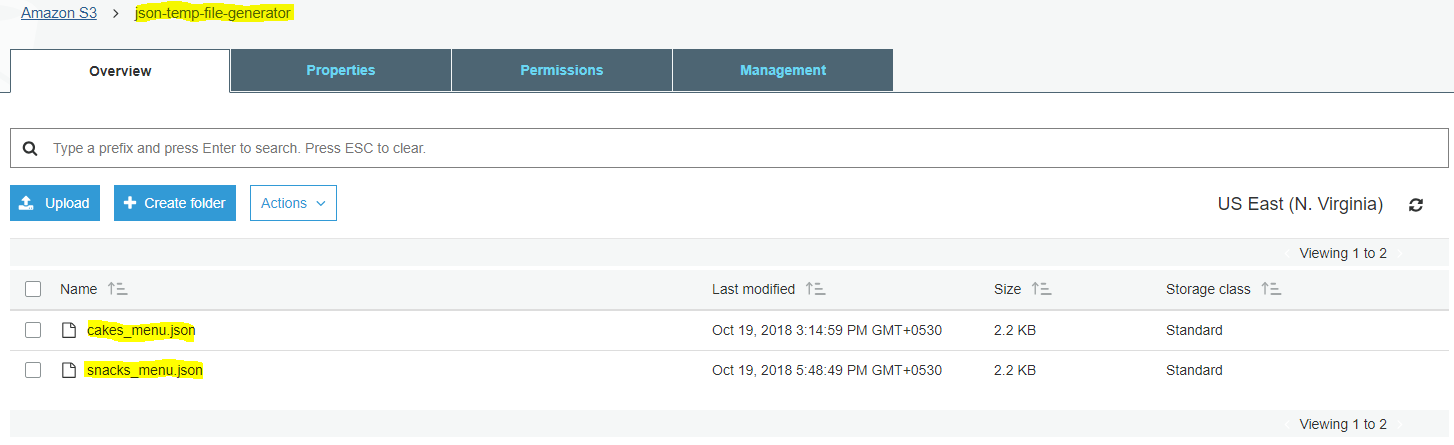 Amazon S3 > json-temp-file-generator
Overview Properties Permissions Management
Type a prefix and press Enter to search. Press ESC to clear.
Upload + Create folder Actions US East (N. Virginia)
Viewing 1 to 2
Name Last modified Size Storage class
cakes_menu.json Oct 19, 2018 3:14:59 PM GMT+0530 2.2 KB Standard
snacks_menu.json Oct 19, 2018 5:48:49 PM GMT+0530 2.2 KB Standard
Viewing 1 to 2